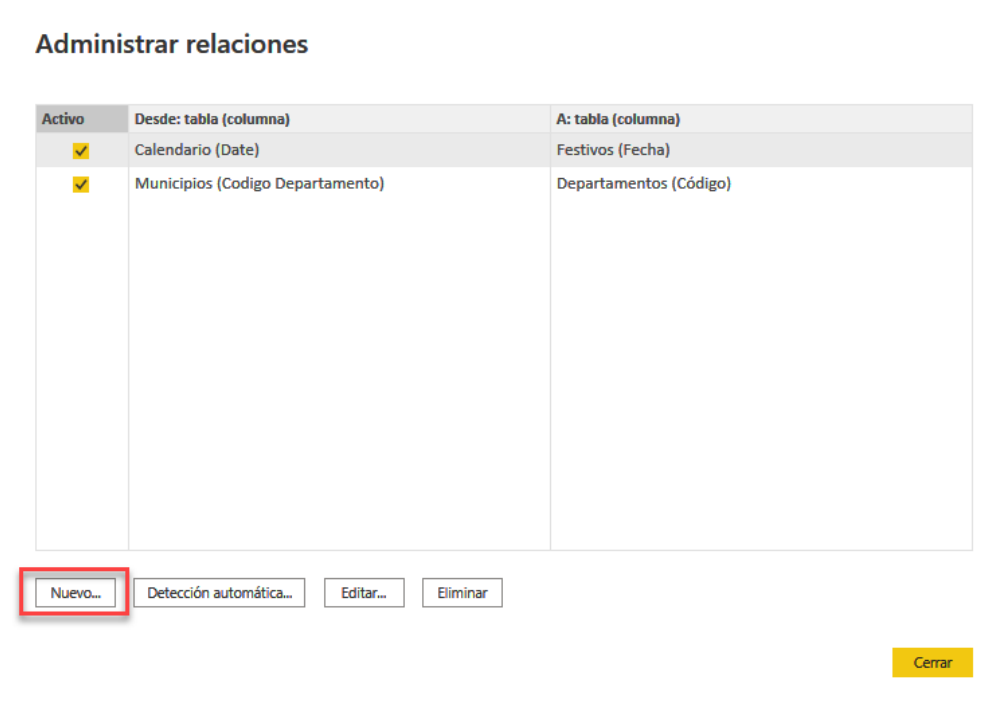 Administrar relaciones
Activo Desde: tabla (columna) A: tabla (columna)
Calendario (Date) Festivos (Fecha)
Municipios (Codigo Departamento) Departamentos (Código)
Nuevo... Detección automática... Editar... Eliminar
Cerrar